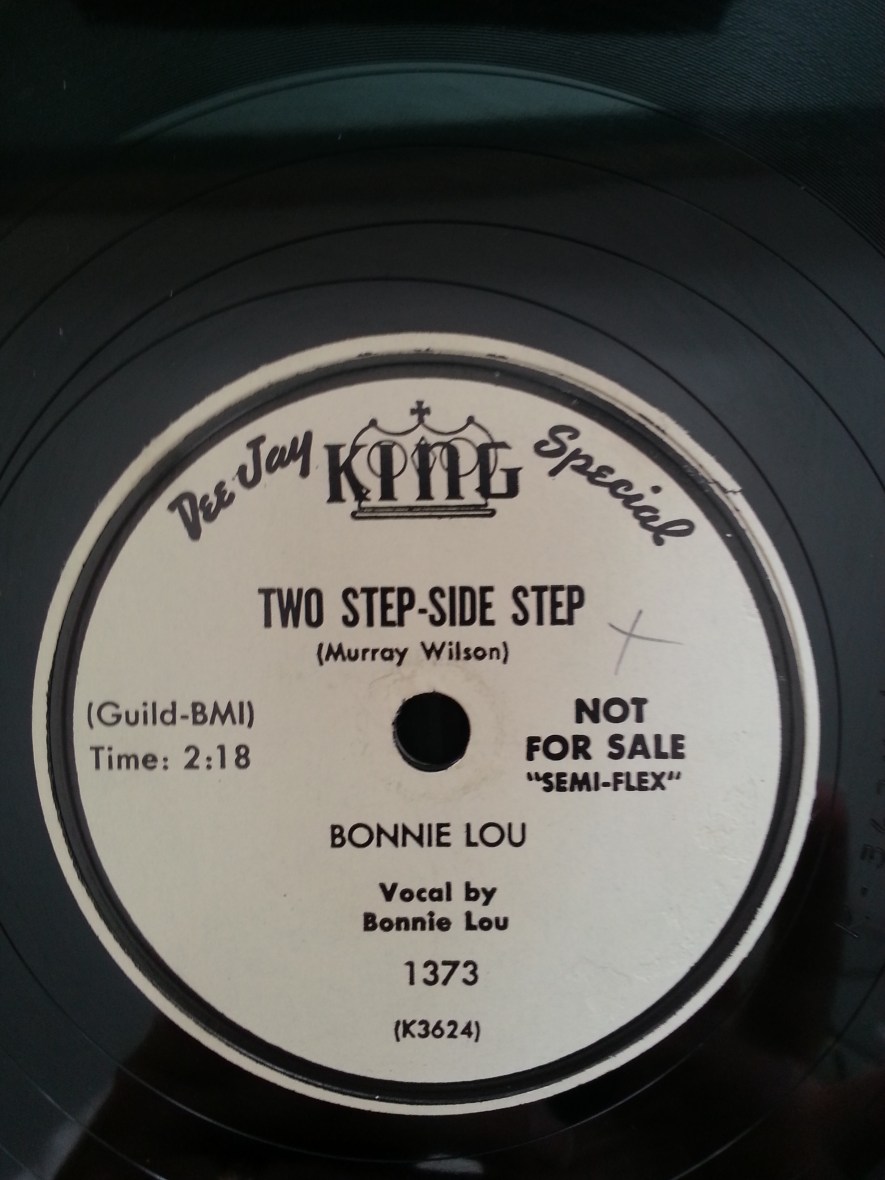 Dee Jay KING Special
TWO STEP-SIDE STEP
(Murray Wilson)
(Guild-BMI)
Time: 2:18
NOT
FOR SALE
"SEMI-FLEX"
BONNIE LOU
Vocal by
Bonnie Lou
1373
(K3624)